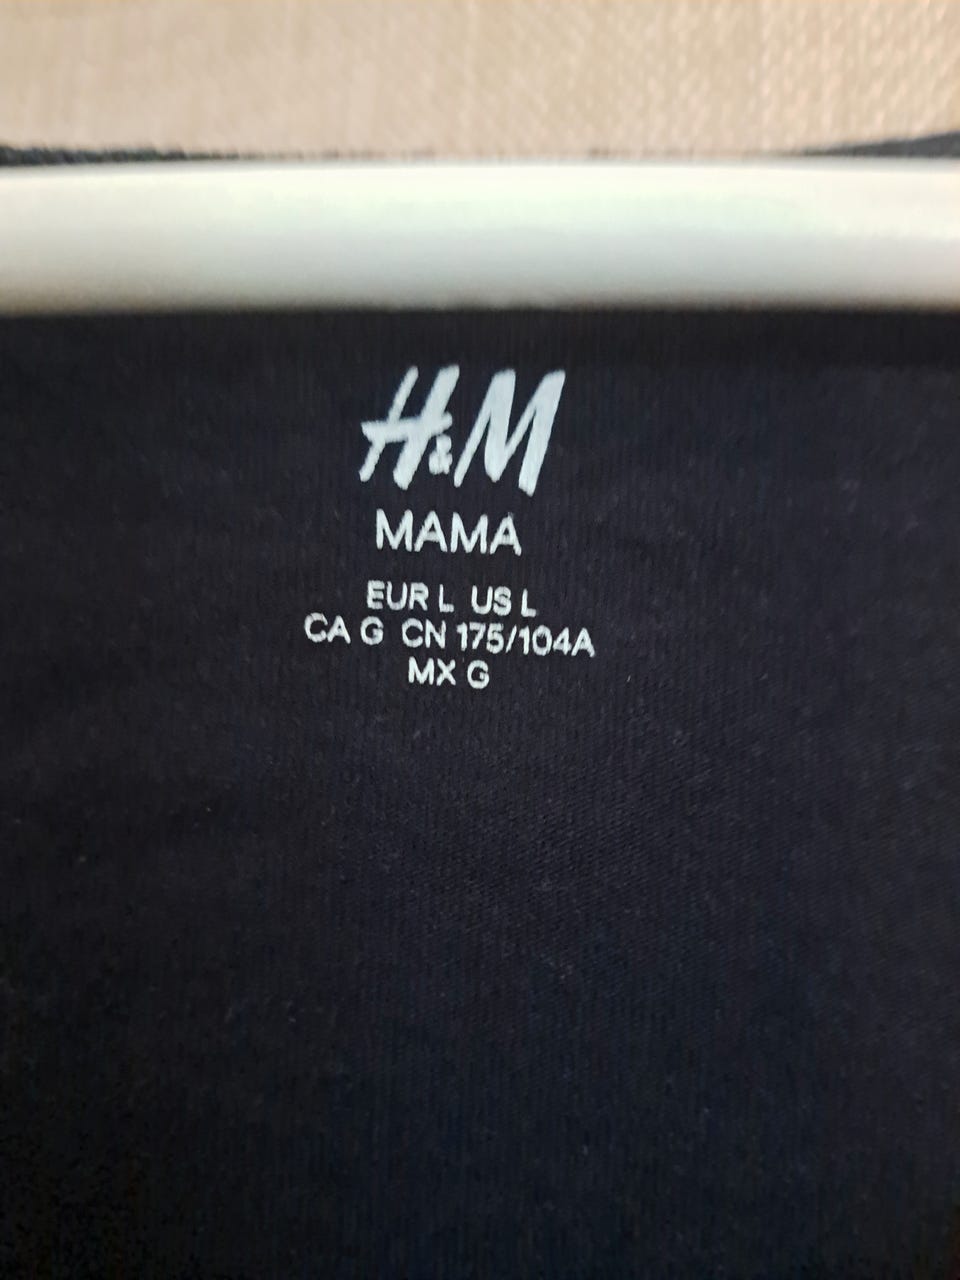 H&M
MAMA
EUR L US L
CA G CN 175/104A
MX G